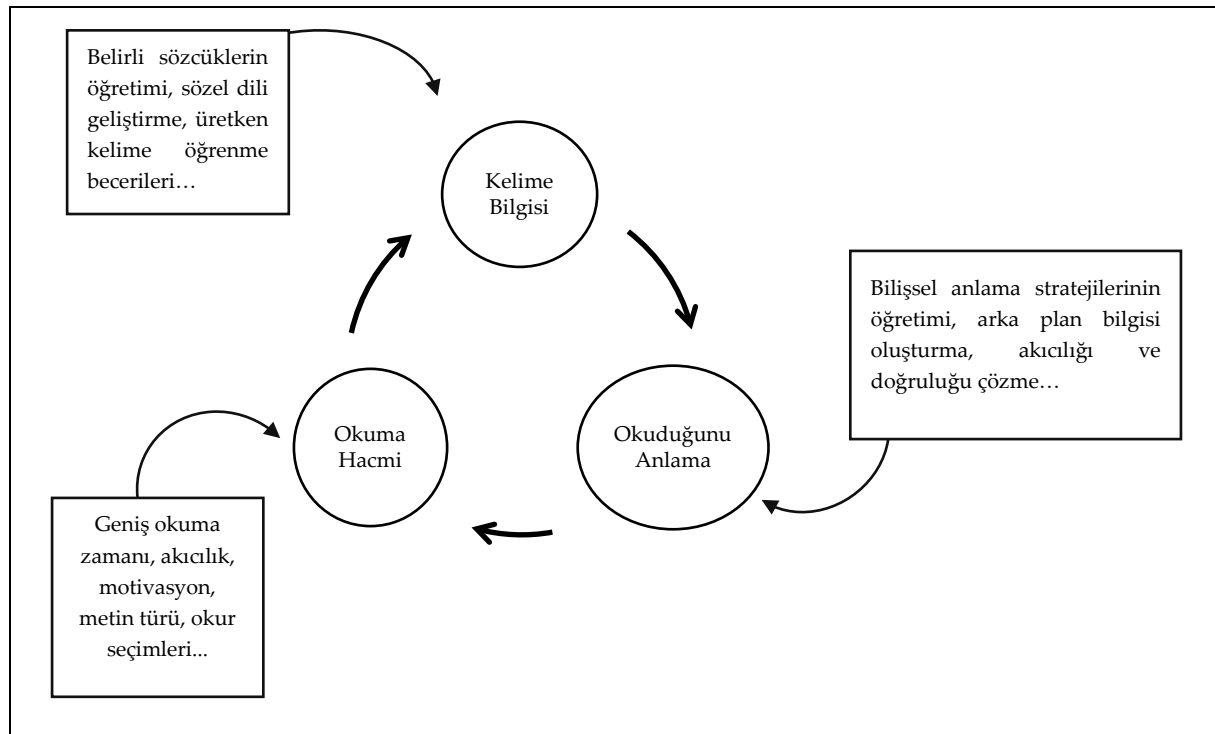 Belirli sözcüklerin
öğretimi, sözel dili
geliştirme, üretken
kelime öğrenme
becerileri…
Kelime
Bilgisi
Bilişsel anlama stratejilerinin
öğretimi, arka plan bilgisi
oluşturma, akıcılığı ve
doğruluğu çözme…
Okuma
Hacmi
Okuduğunu
Anlama
Geniş okuma
zamanı, akıcılık,
motivasyon,
metin türü, okur
seçimleri...